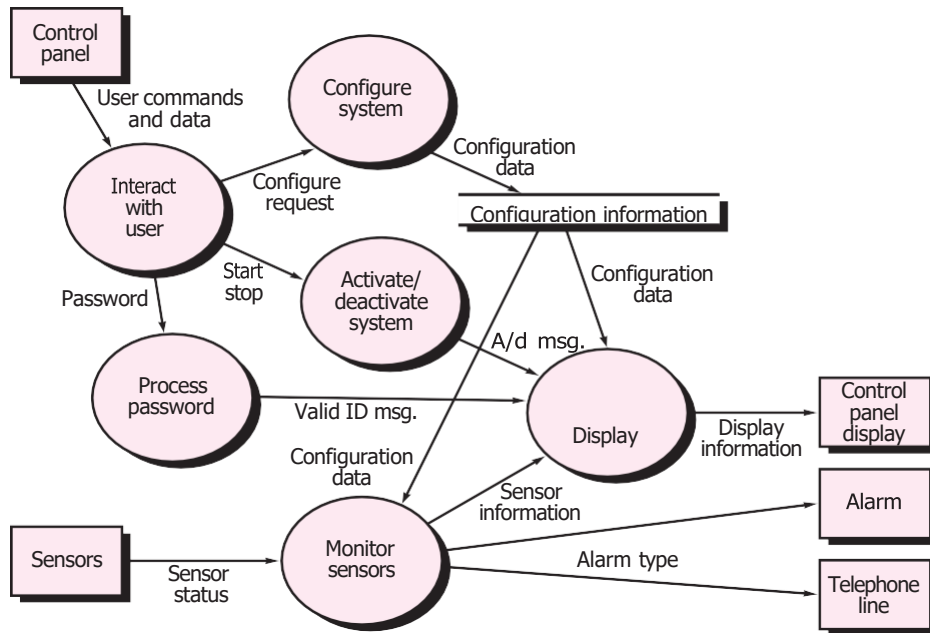 Control
panel
User commands
and data
Configure
system
Configuration
data
Interact
with
user
Configure
request
Configuration information
Start
stop
Activate/
deactivate
system
Configuration
data
Password
A/d msg.
Process
password
Valid ID msg.
Display
Control
panel
display
Display
information
Configuration
data
Sensor
information
Alarm
Sensors
Sensor
status
Monitor
sensors
Alarm type
Telephone
line